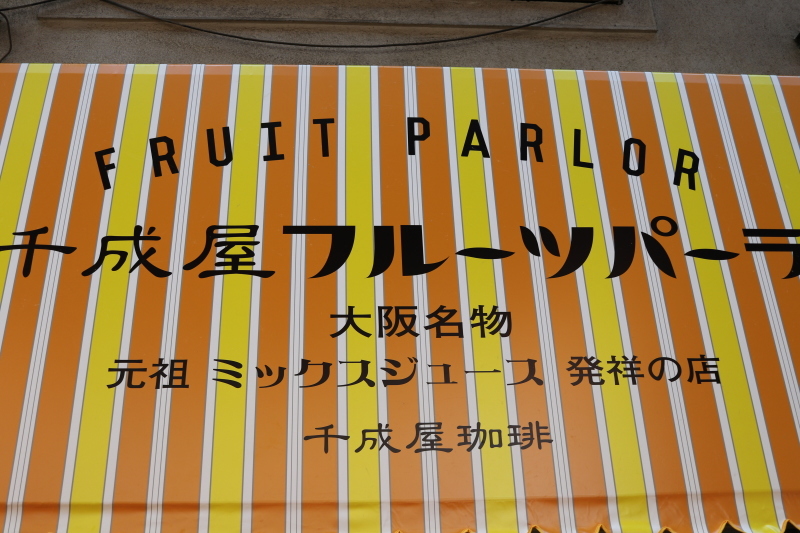 FRUIT PARLOR
千成屋フルーツパーラ
大阪名物
元祖 ミックスジュース 発祥の店
千成屋珈琲